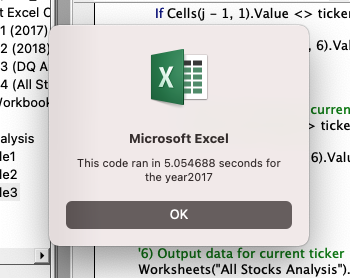 t Excel O
If Cells(j - 1, 1).Value <> ticker
1 (2017)
2 (2018)
, 6).Val
3 (DQ A
4 (All St
Workbook
curren
alysis
> ticke
le1
6).Valu
le2
le3
Microsoft Excel
This code ran in 5.054688 seconds for
the year2017
OK
'6) Output data for current ticker
Worksheets("All Stocks Analysis").